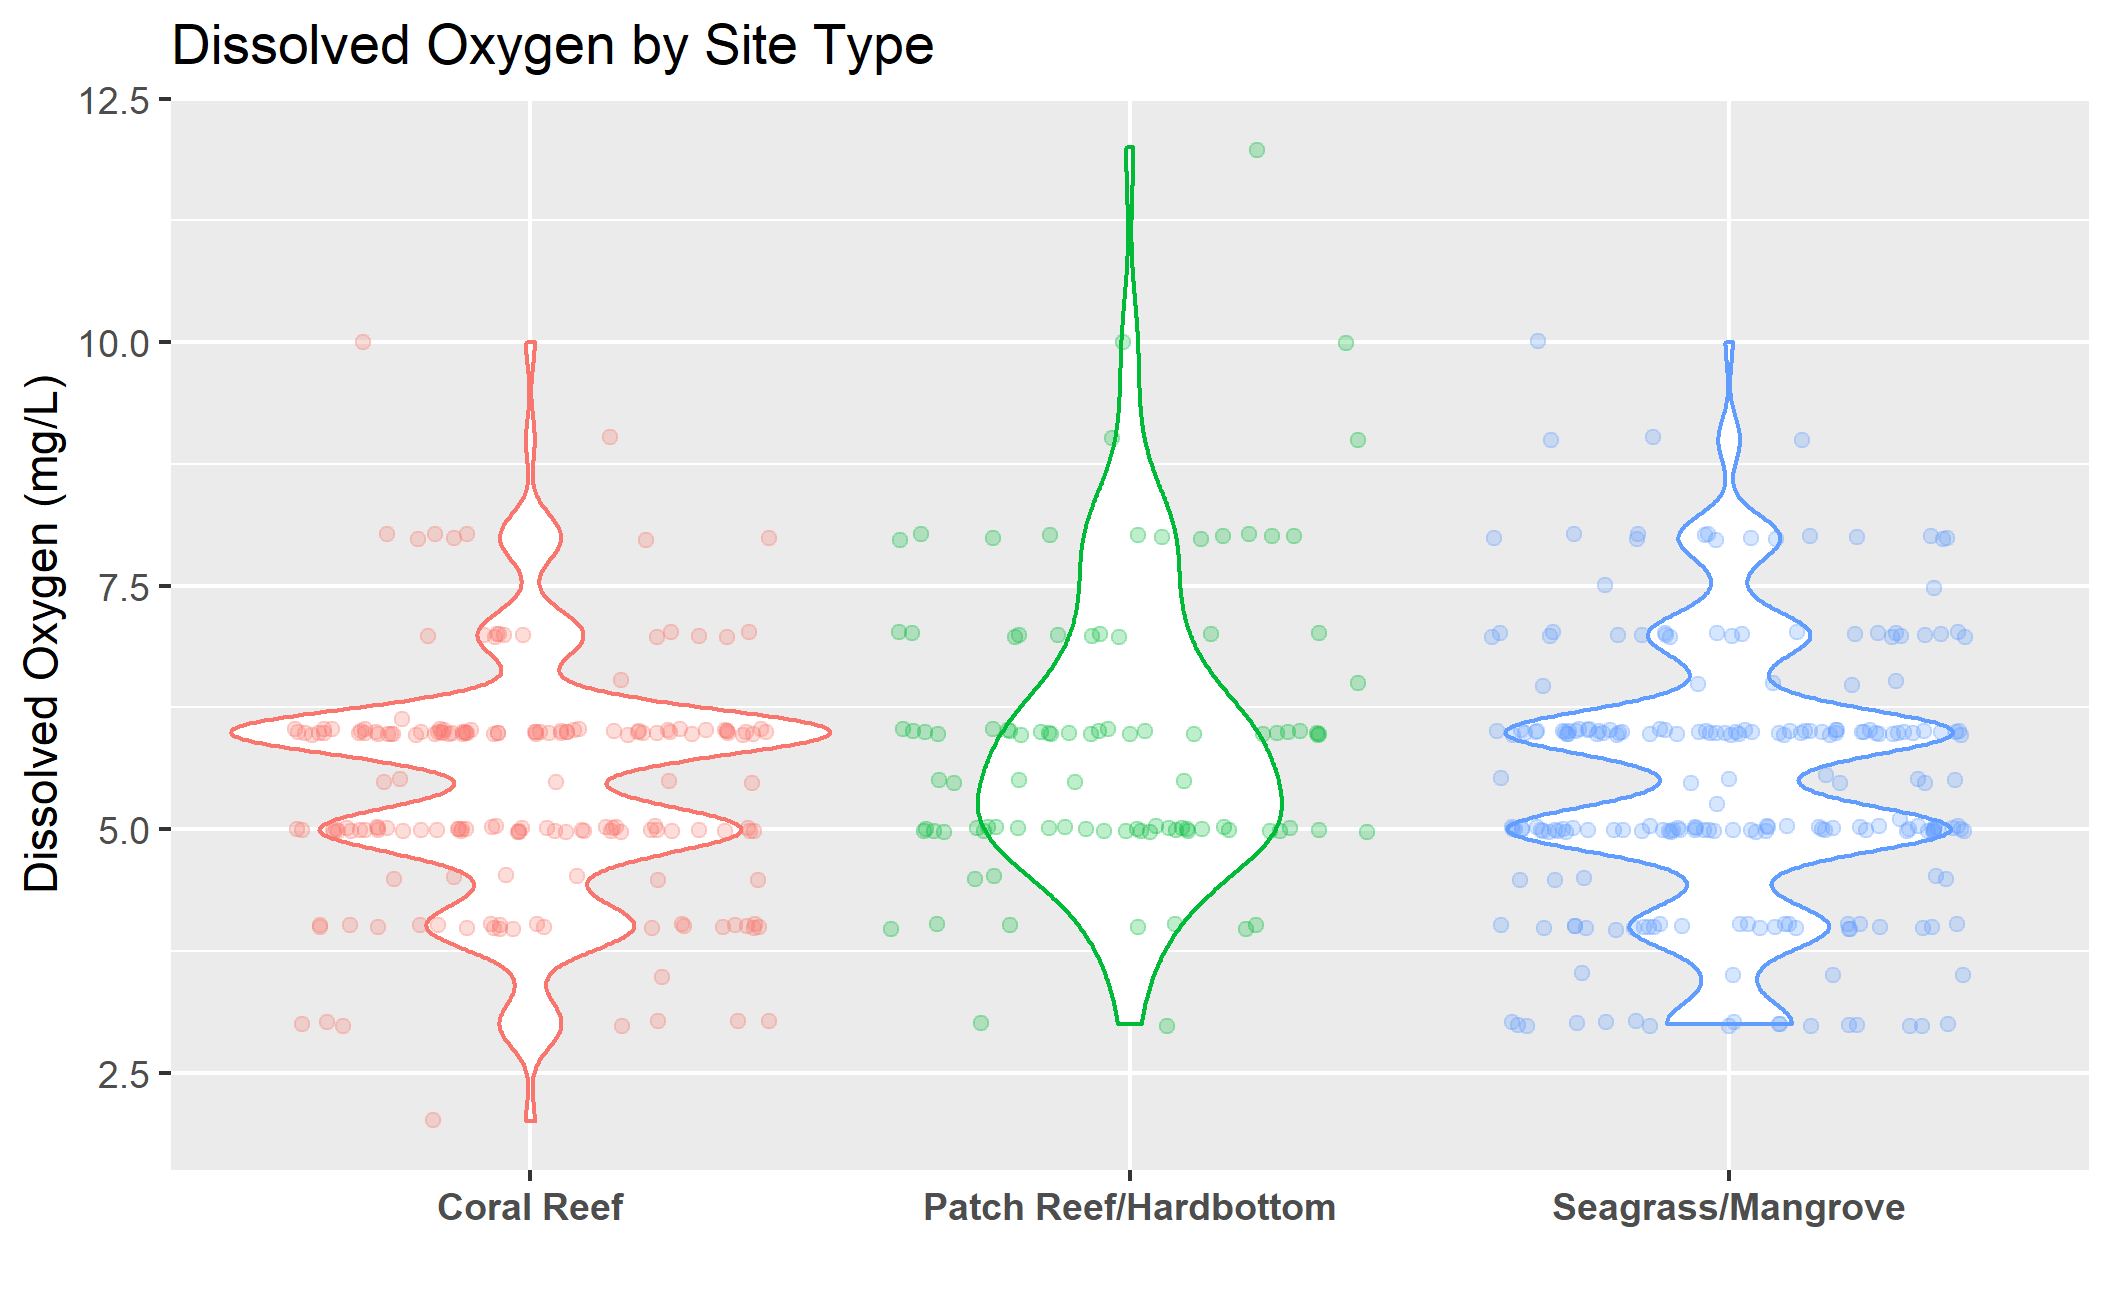 Dissolved Oxygen by Site Type
Dissolved Oxygen (mg/L)
12.5
10.0
7.5
5.0
2.5
Coral Reef
Patch Reef/Hardbottom
Seagrass/Mangrove